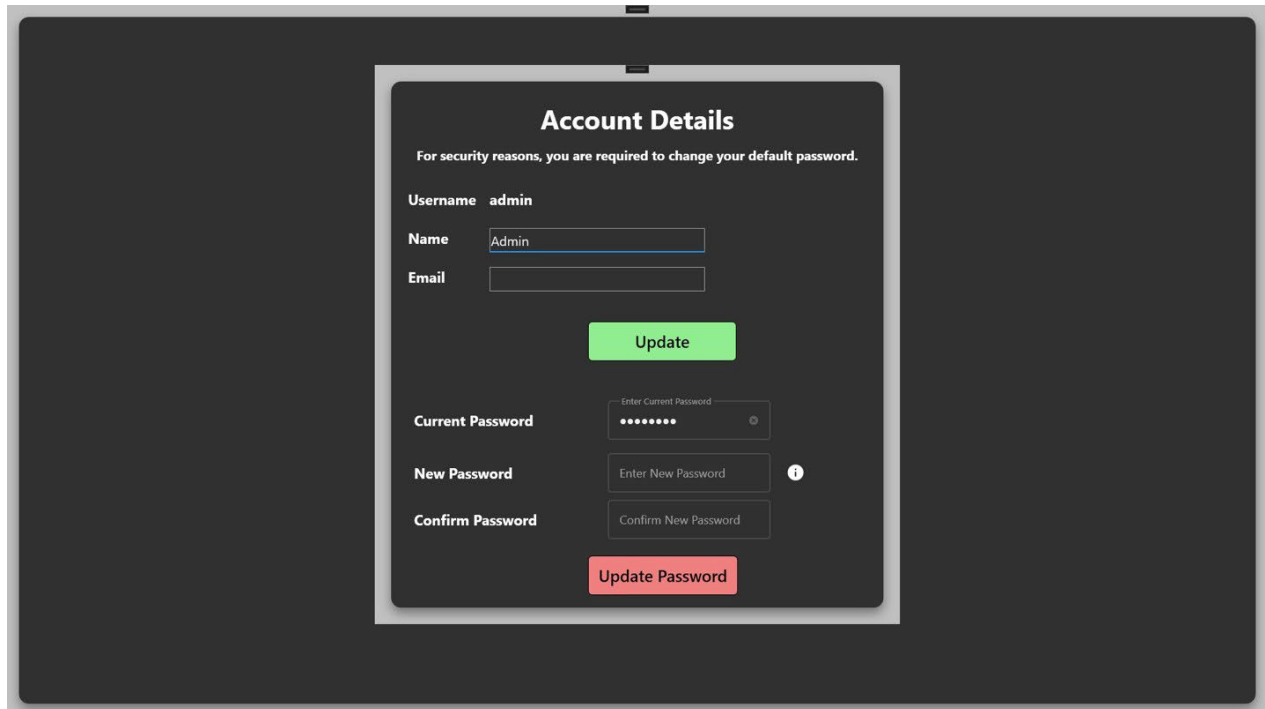 Account Details
For security reasons, you are required to change your default password.
Username admin
Name Admin
Email
Update
Enter Current Password
Current Password ••••••••
New Password Enter New Password
Confirm Password Confirm New Password
Update Password